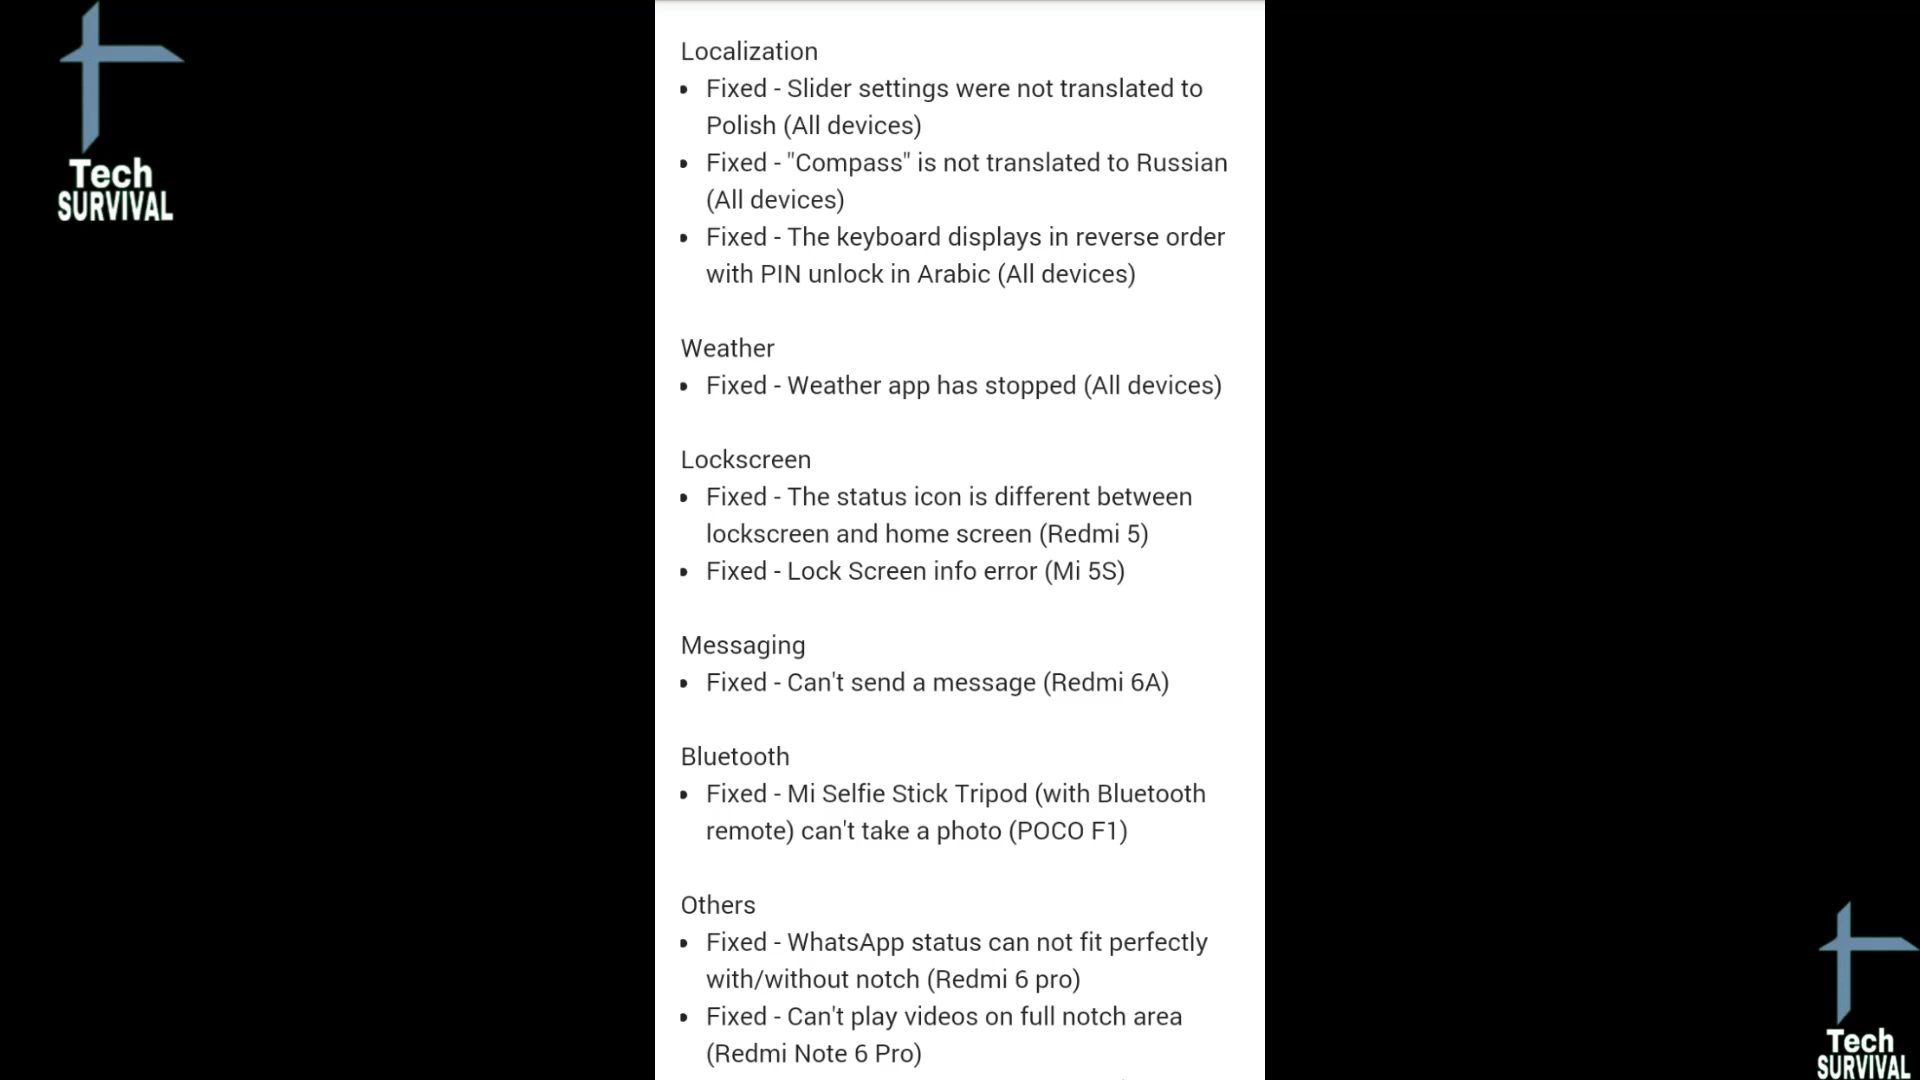 Tech
SURVIVAL
Localization
• Fixed - Slider settings were not translated to
Polish (All devices)
• Fixed - "Compass" is not translated to Russian
(All devices)
• Fixed - The keyboard displays in reverse order
with PIN unlock in Arabic (All devices)
Weather
• Fixed - Weather app has stopped (All devices)
Lockscreen
• Fixed - The status icon is different between
lockscreen and home screen (Redmi 5)
• Fixed - Lock Screen info error (Mi 5S)
Messaging
• Fixed - Can't send a message (Redmi 6A)
Bluetooth
• Fixed - Mi Selfie Stick Tripod (with Bluetooth
remote) can't take a photo (POCO F1)
Others
• Fixed - WhatsApp status can not fit perfectly
with/without notch (Redmi 6 pro)
• Fixed - Can't play videos on full notch area
(Redmi Note 6 Pro)
Tech
SURVIVAL